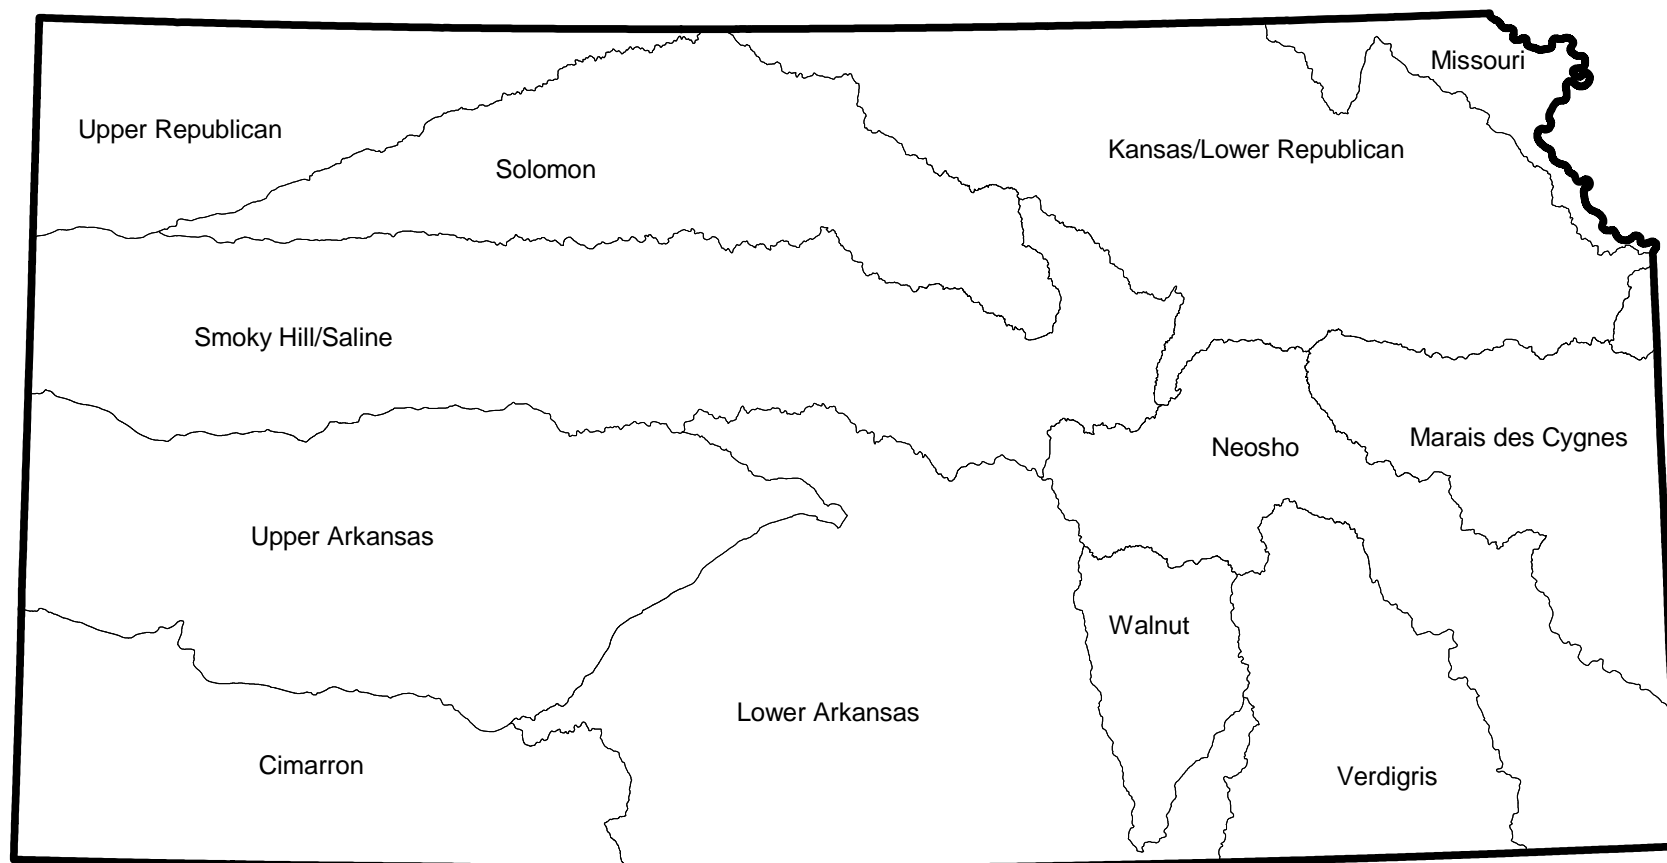 Missouri
Upper Republican
Kansas/Lower Republican
Solomon
Smoky Hill/Saline
Marais des Cygnes
Neosho
Upper Arkansas
Walnut
Lower Arkansas
Cimarron
Verdigris